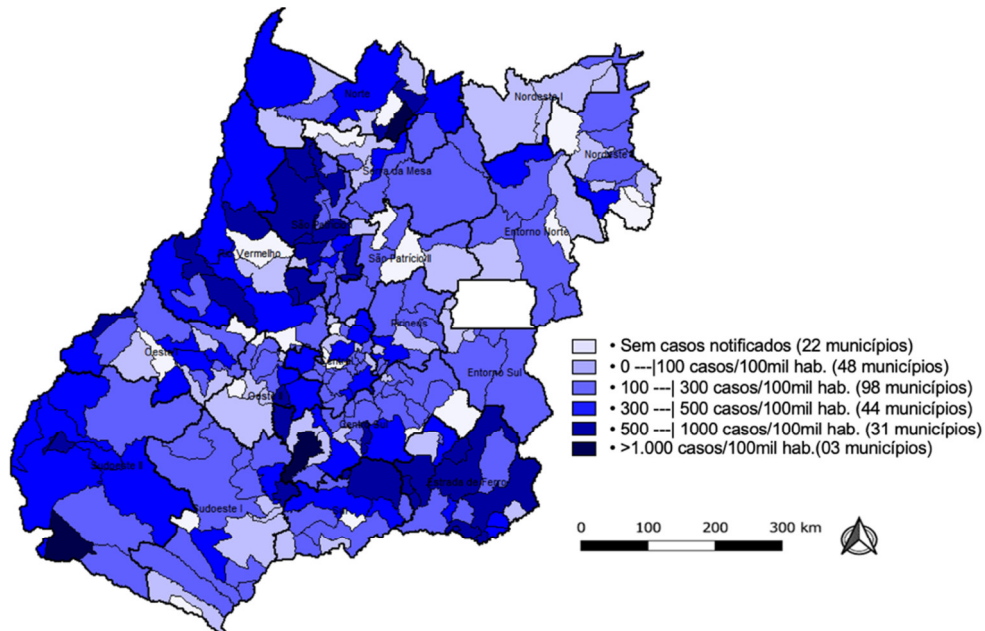 Norte
Nordeste I
Nordeste
Serra da Mesa
São Patrício
Entorno Norte
Vermelho
São Patrício II
Pirineus
Oeste I
Entorno Sul
Oeste II
Centro Sul
Sudoeste II
Estrada de Ferro
Sudoeste I
Sul
• Sem casos notificados (22 municípios)
• 0 ---|100 casos/100mil hab. (48 municípios)
• 100 ---| 300 casos/100mil hab. (98 municípios)
• 300 ---| 500 casos/100mil hab. (44 municípios)
• 500 ---| 1000 casos/100mil hab. (31 municípios)
• >1.000 casos/100mil hab.(03 municípios)
0 100 200 300 km